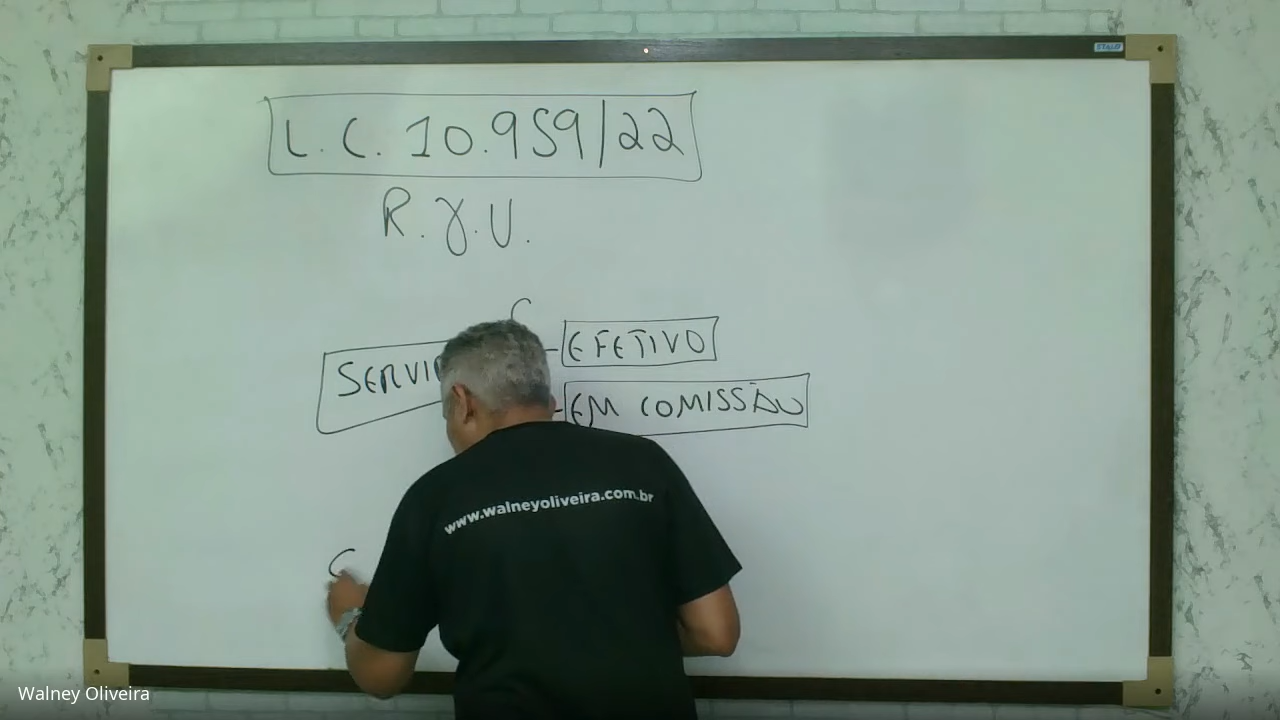 L.C. 10.959/22
R.J.U.
EFETIVO
EM COMISSÃO
www.walneyoliveira.com.br
Walney Oliveira